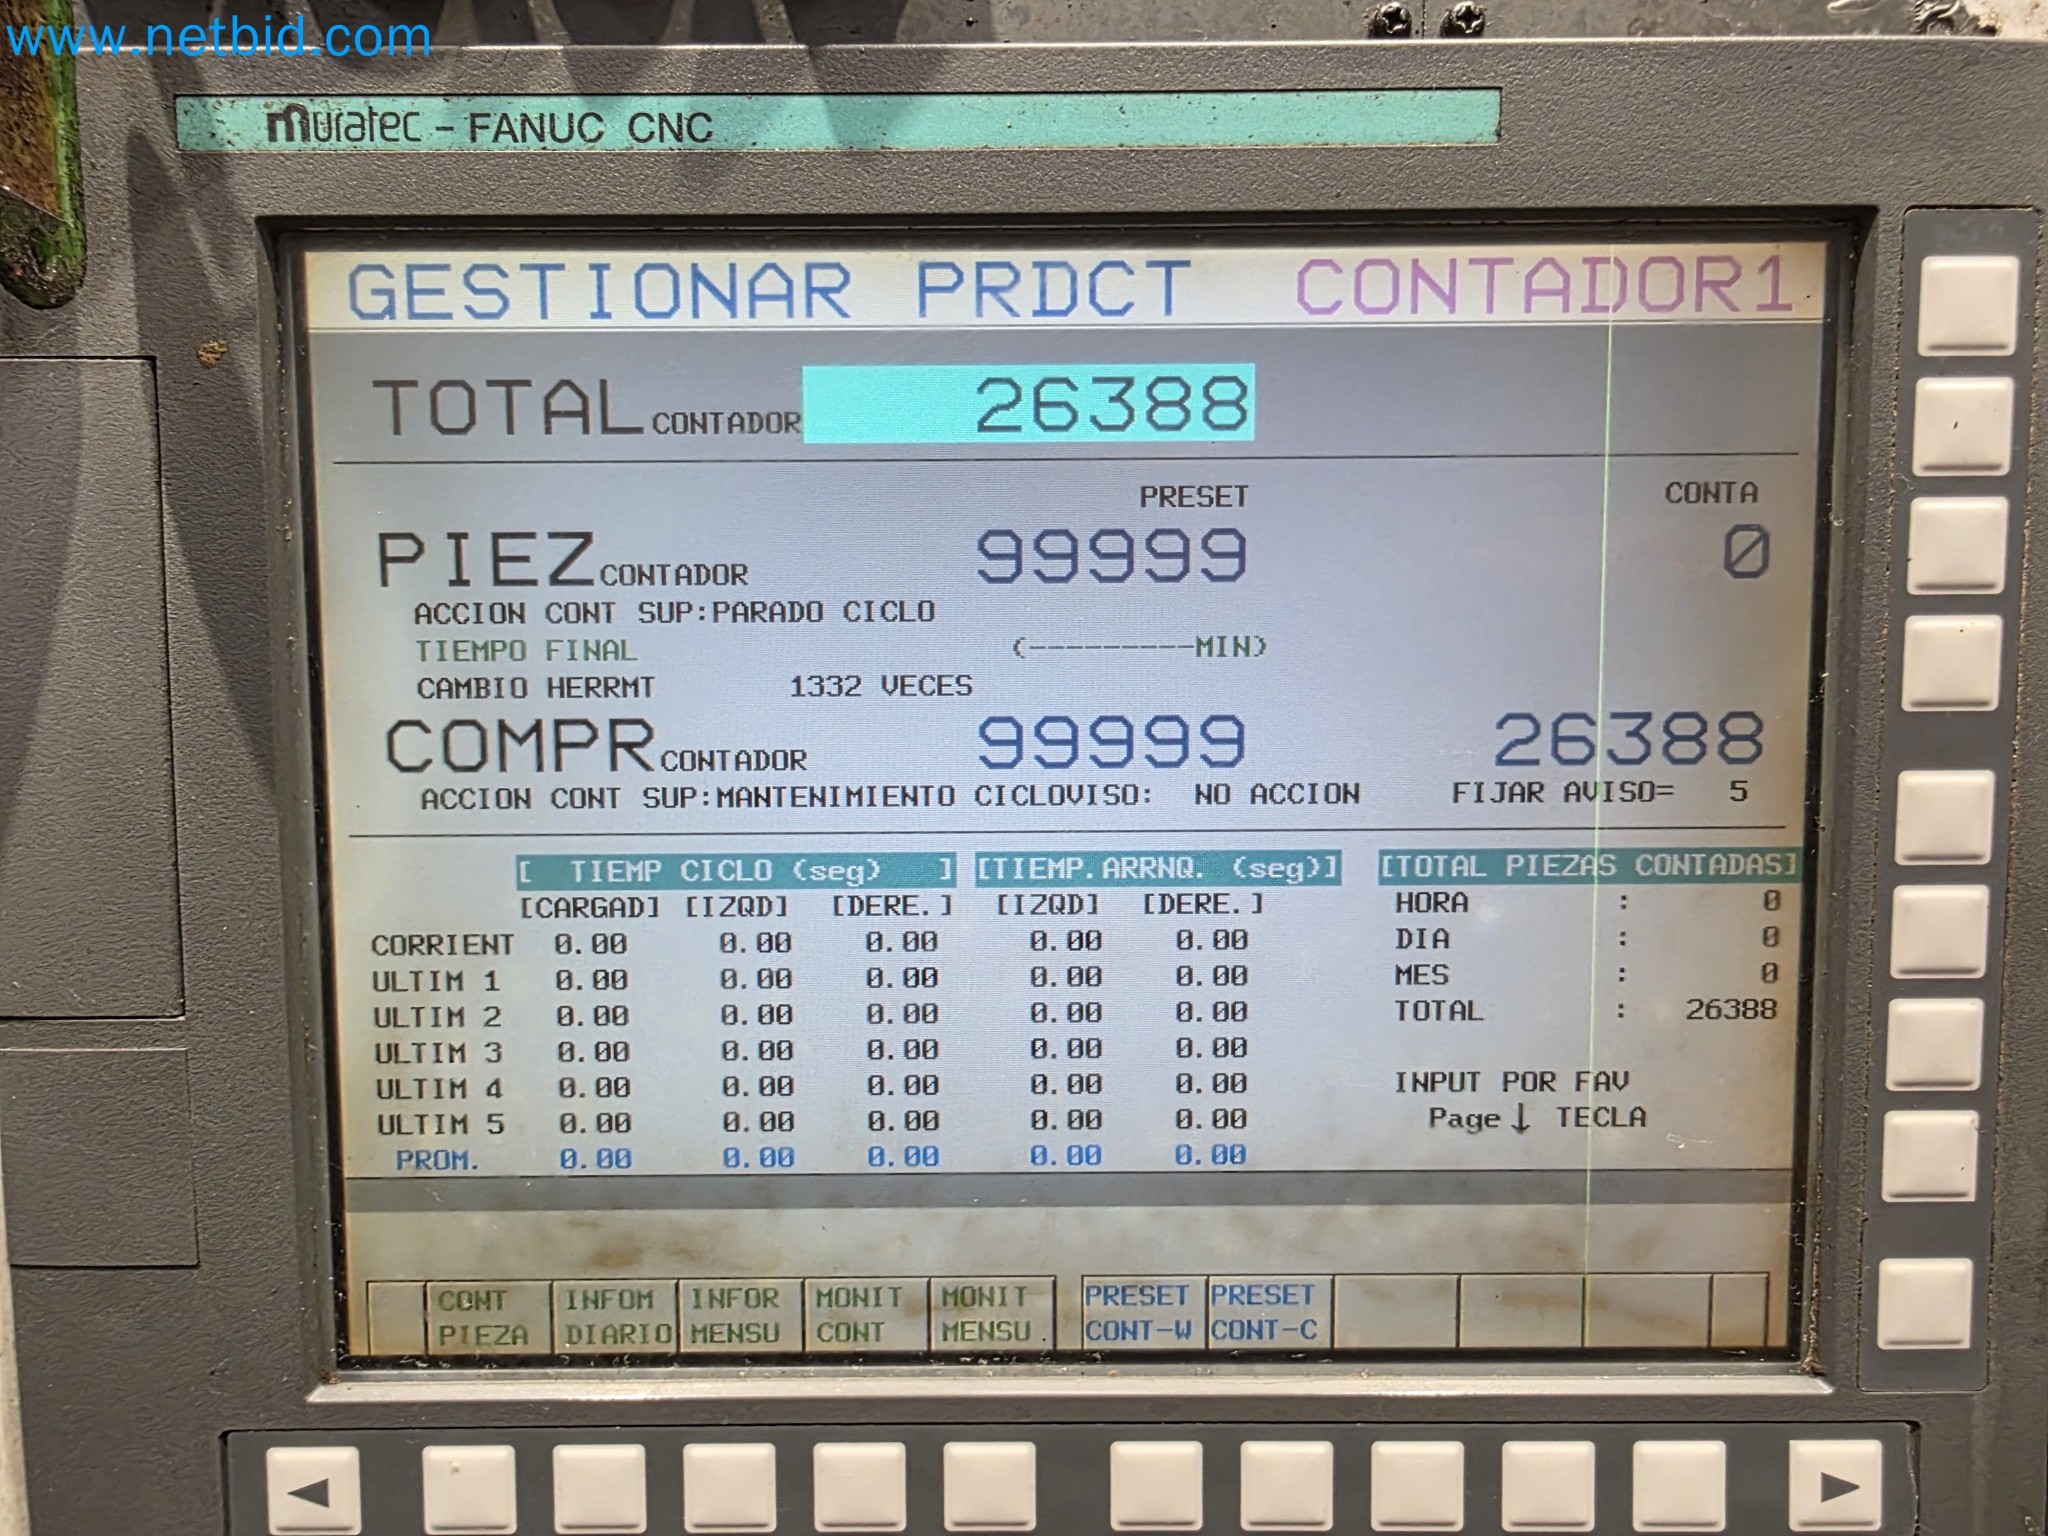 www.netbid.com
muratec - FANUC CNC
GESTIONAR PRDCT CONTADOR1
TOTAL CONTADOR 26388
PRESET CONTA
PIEZ CONTADOR 99999 0
ACCION CONT SUP:PARADO CICLO
TIEMPO FINAL (---------MIN)
CAMBIO HERRMT 1332 VECES
COMPR CONTADOR 99999 26388
ACCION CONT SUP:MANTENIMIENTO CICLOVISO: NO ACCION FIJAR AVISO= 5
[ TIEMP CICLO (seg) ] [TIEMP.ARRNQ. (seg)] [TOTAL PIEZAS CONTADAS]
[CARGAD] [IZQD] [DERE.] [IZQD] [DERE.] HORA : 0
CORRIENT 0.00 0.00 0.00 0.00 0.00 DIA : 0
ULTIM 1 0.00 0.00 0.00 0.00 0.00 MES : 0
ULTIM 2 0.00 0.00 0.00 0.00 0.00 TOTAL : 26388
ULTIM 3 0.00 0.00 0.00 0.00 0.00
ULTIM 4 0.00 0.00 0.00 0.00 0.00 INPUT POR FAV
ULTIM 5 0.00 0.00 0.00 0.00 0.00 Page↓ TECLA
PROM. 0.00 0.00 0.00 0.00 0.00
CONT INFOM INFOR MONIT MONIT PRESET PRESET
PIEZA DIARIO MENSU CONT MENSU. CONT-W CONT-C